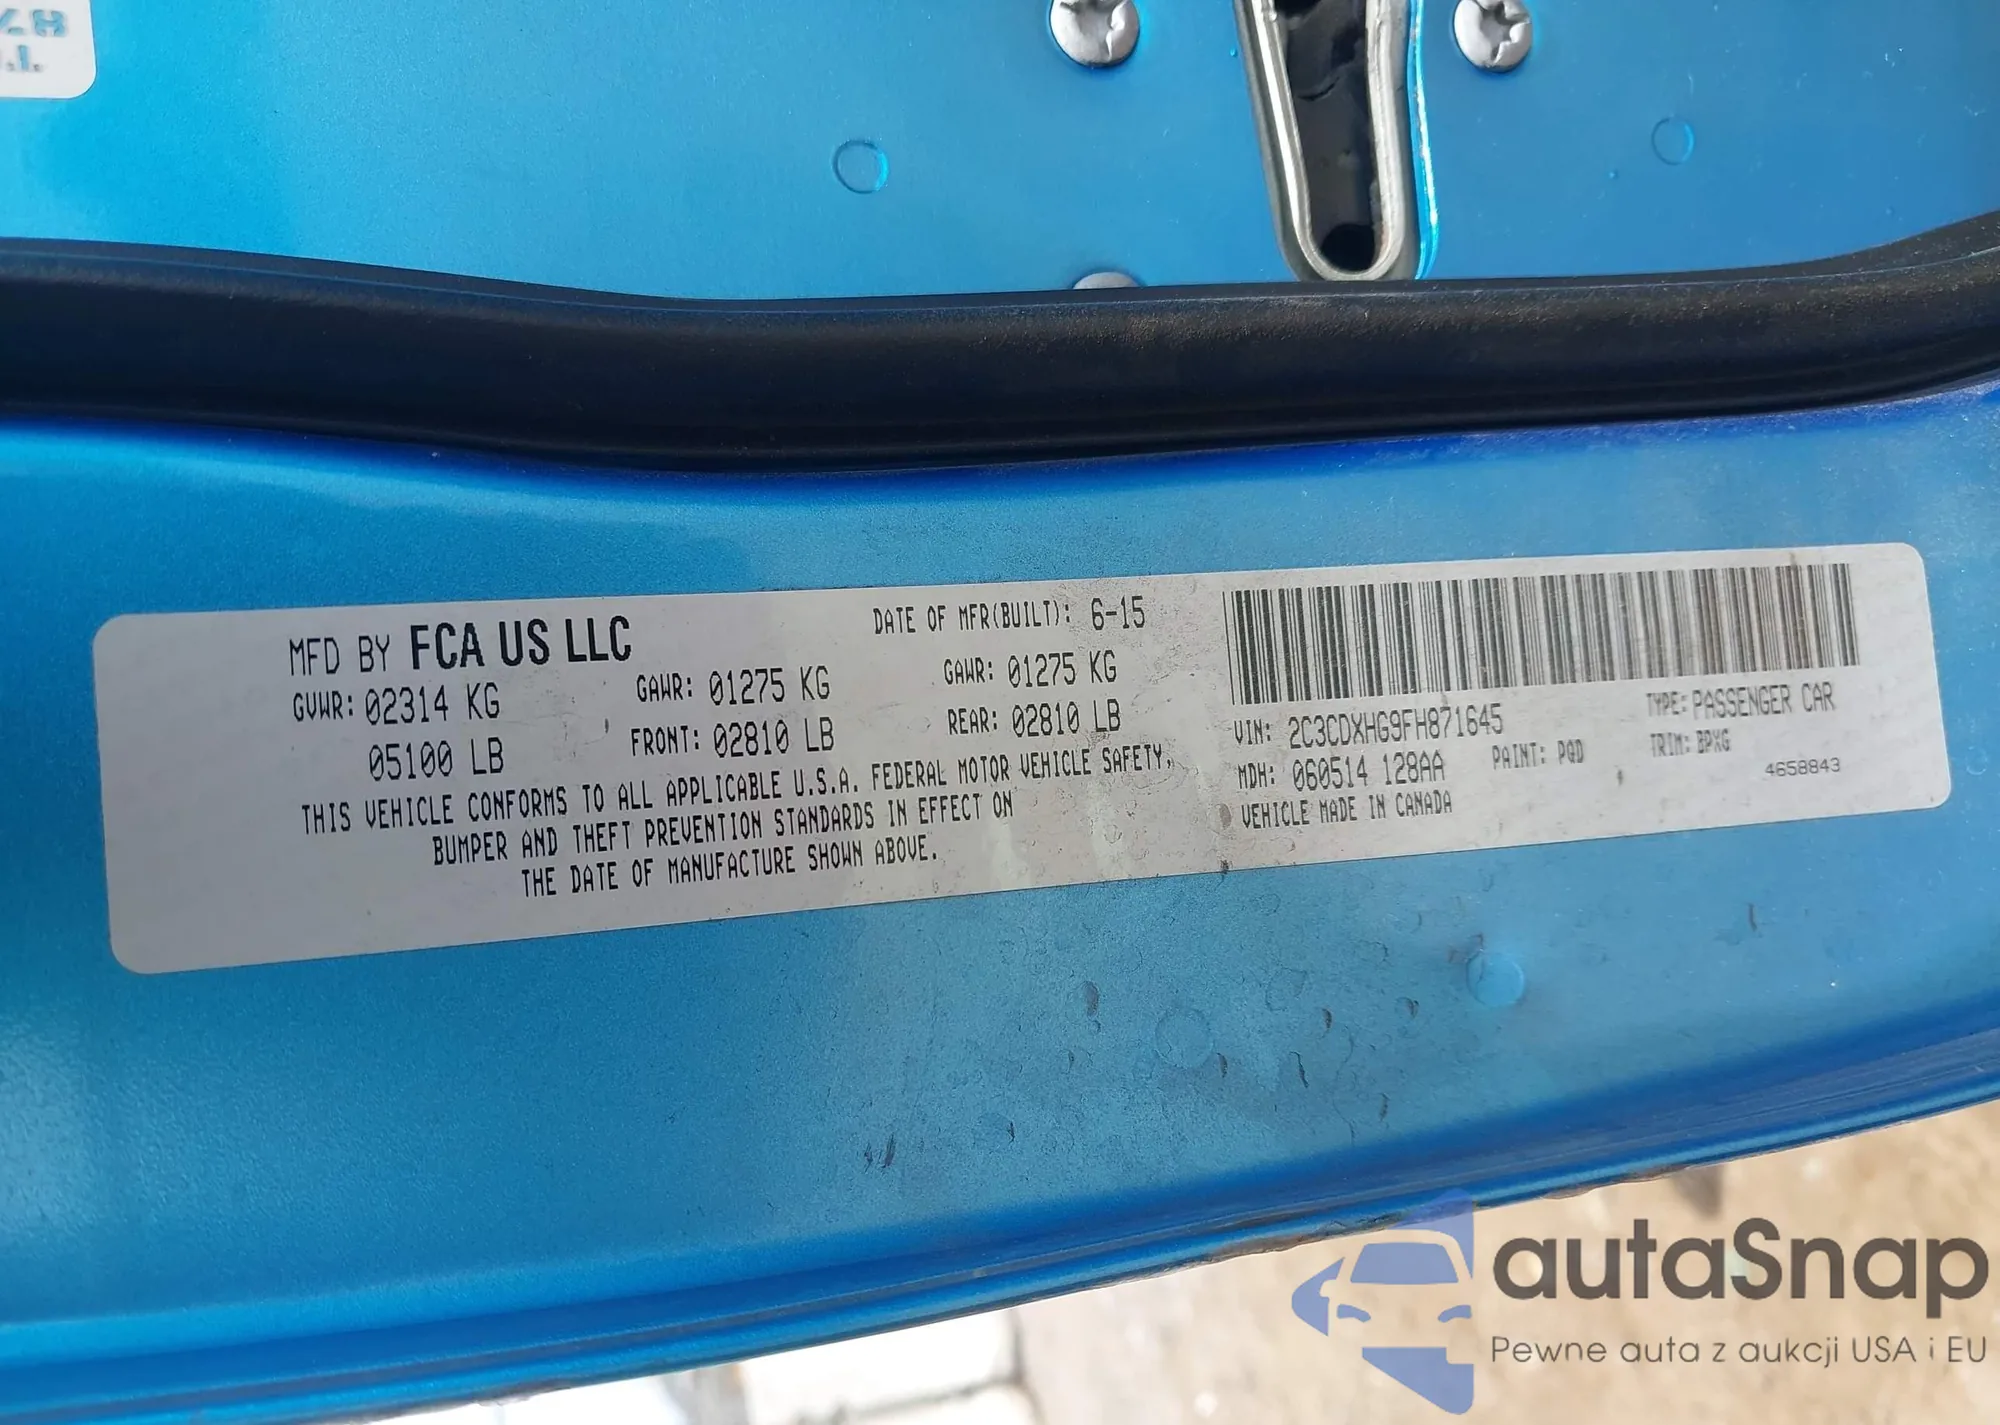 MFD BY FCA US LLC
DATE OF MFR(BUILT): 6-15
GVWR: 02314 KG
GAWR: 01275 KG
GAWR: 01275 KG
05100 LB
FRONT: 02810 LB
REAR: 02810 LB
THIS VEHICLE CONFORMS TO ALL APPLICABLE U.S.A. FEDERAL MOTOR VEHICLE SAFETY,
BUMPER AND THEFT PREVENTION STANDARDS IN EFFECT ON
THE DATE OF MANUFACTURE SHOWN ABOVE.
VIN: 2C3CDXHG9FH871645
TYPE: PASSENGER CAR
MDH: 060514 128AA
PAINT: PQD
TRIM: BPXG
VEHICLE MADE IN CANADA
4658843
autaSnap
Pewne auta z aukcji USA i EU